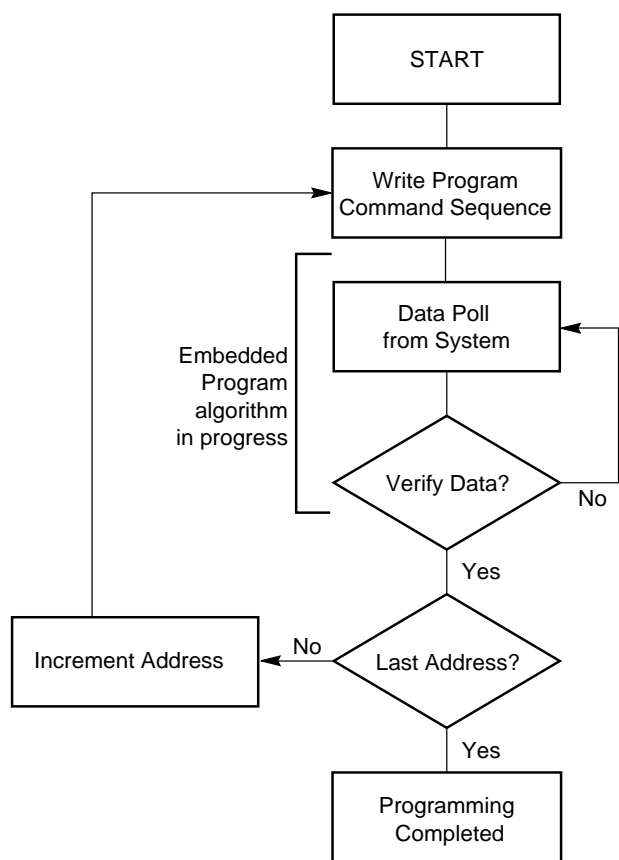 START
Write Program
Command Sequence
Data Poll
from System
Embedded
Program
algorithm
in progress
Verify Data?
No
Yes
Increment Address
No
Last Address?
Yes
Programming
Completed